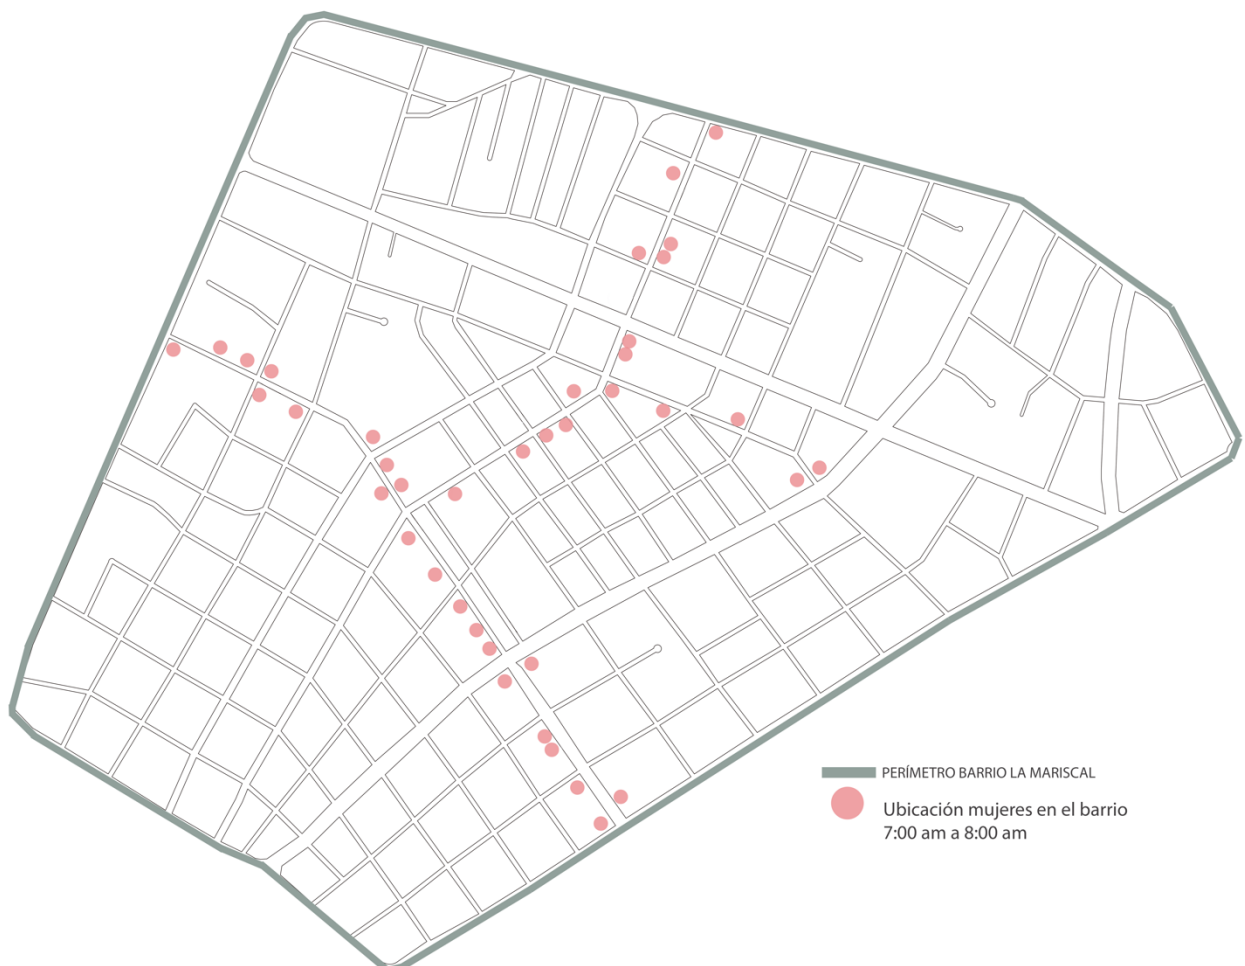 PERÍMETRO BARRIO LA MARISCAL
Ubicación mujeres en el barrio
7:00 am a 8:00 am